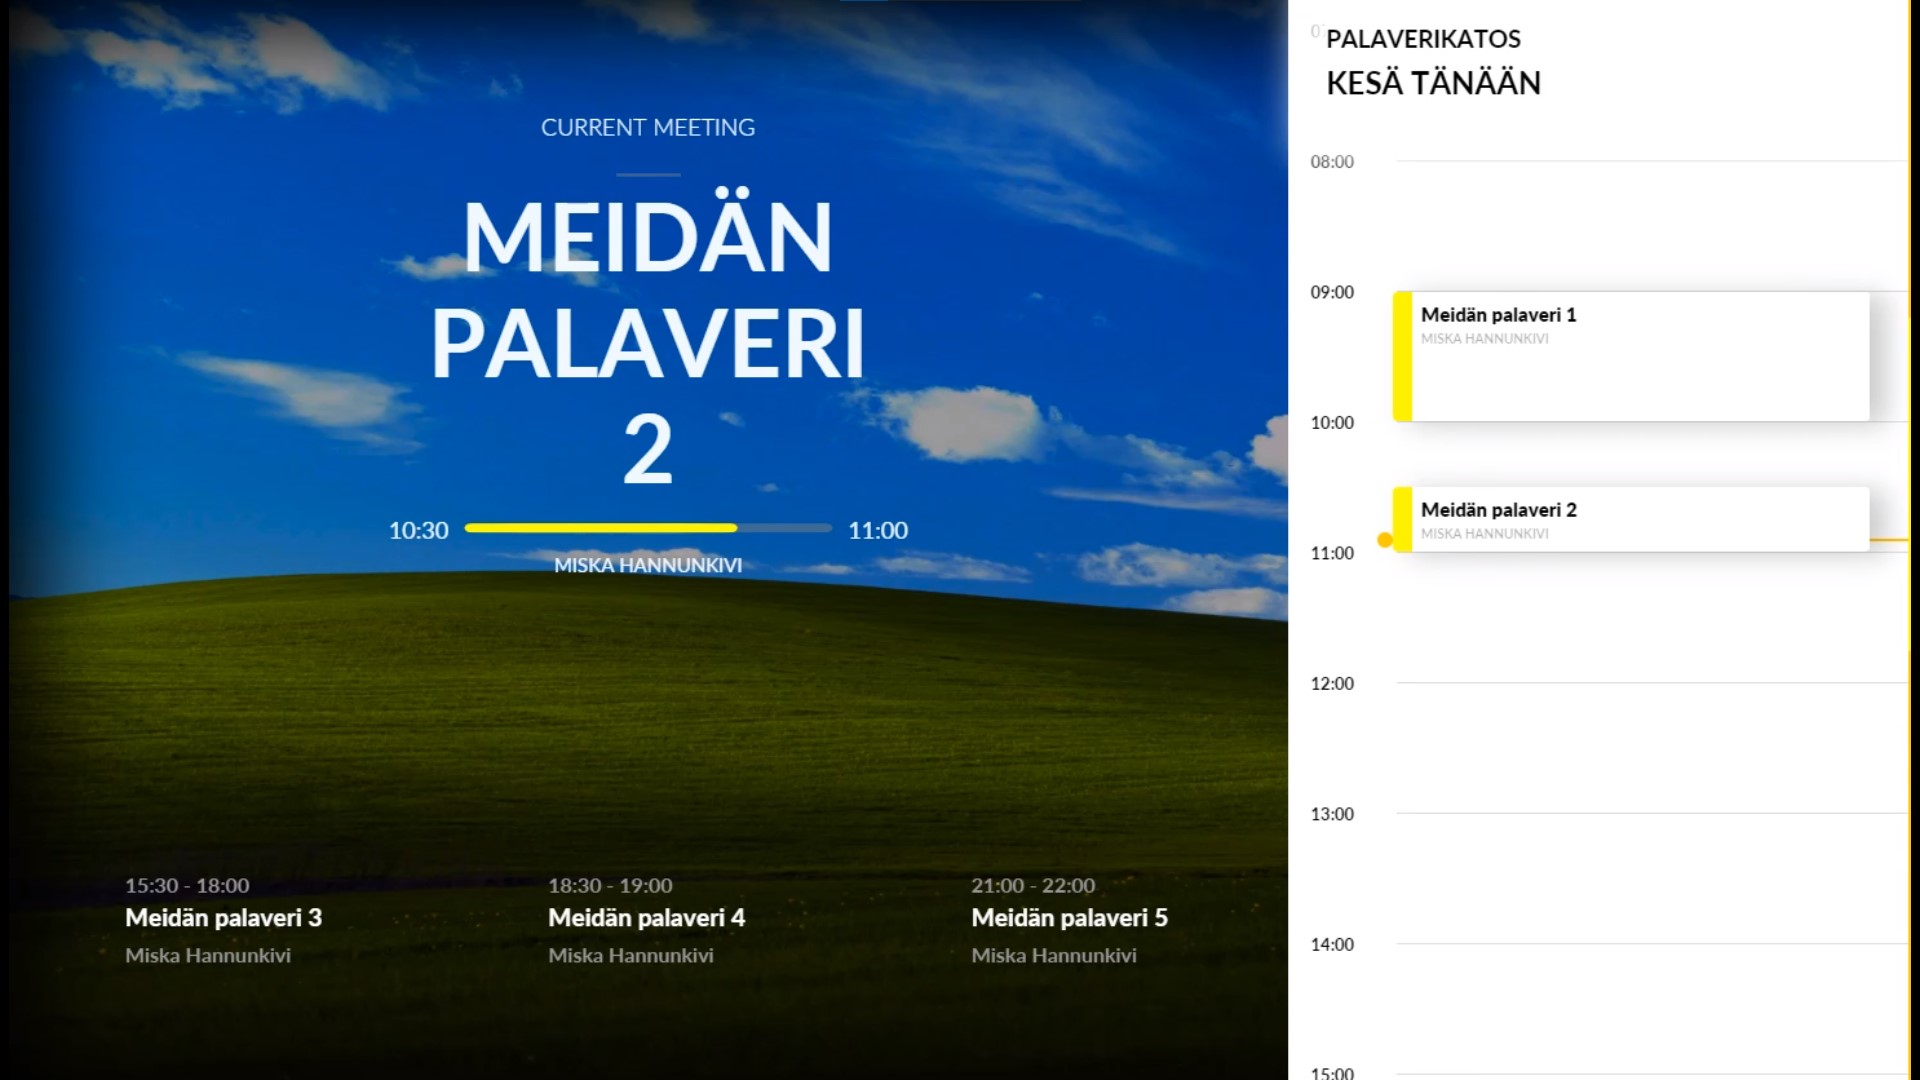 CURRENT MEETING
MEIDÄN
PALAVERI
2
10:30 11:00
MISKA HANNUNKIVI
15:30 - 18:00
Meidän palaveri 3
Miska Hannunkivi
18:30 - 19:00
Meidän palaveri 4
Miska Hannunkivi
21:00 - 22:00
Meidän palaveri 5
Miska Hannunkivi
PALAVERIKATOS
KESÄ TÄNÄÄN
08:00
09:00
Meidän palaveri 1
MISKA HANNUNKIVI
10:00
Meidän palaveri 2
MISKA HANNUNKIVI
11:00
12:00
13:00
14:00
15:00